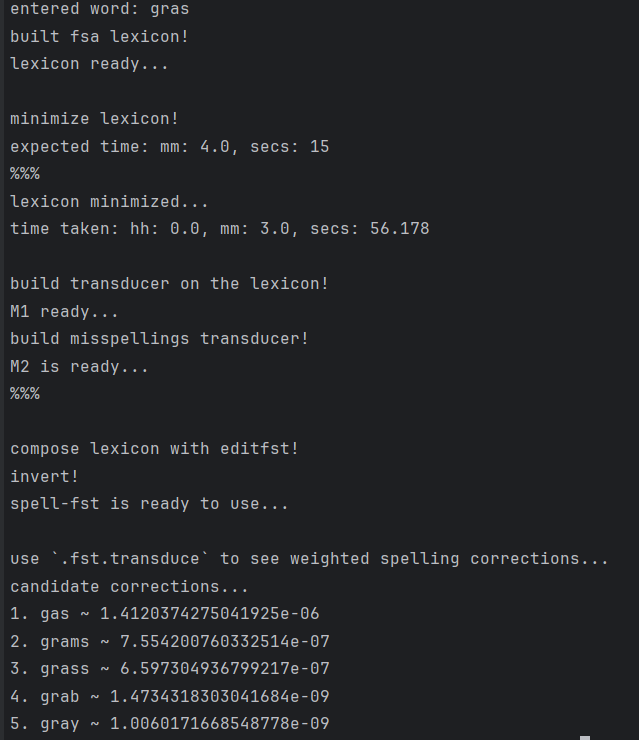 entered word: gras
built fsa lexicon!
lexicon ready...
minimize lexicon!
expected time: mm: 4.0, secs: 15
%%%
lexicon minimized...
time taken: hh: 0.0, mm: 3.0, secs: 56.178
build transducer on the lexicon!
M1 ready...
build misspellings transducer!
M2 is ready...
%%%
compose lexicon with editfst!
invert!
spell-fst is ready to use...
use `.fst.transduce` to see weighted spelling corrections...
candidate corrections...
1. gas ~ 1.4120374275041925e-06
2. grams ~ 7.554200760332514e-07
3. grass ~ 6.597304936799217e-07
4. grab ~ 1.4734318303041684e-09
5. gray ~ 1.0060171668548778e-09